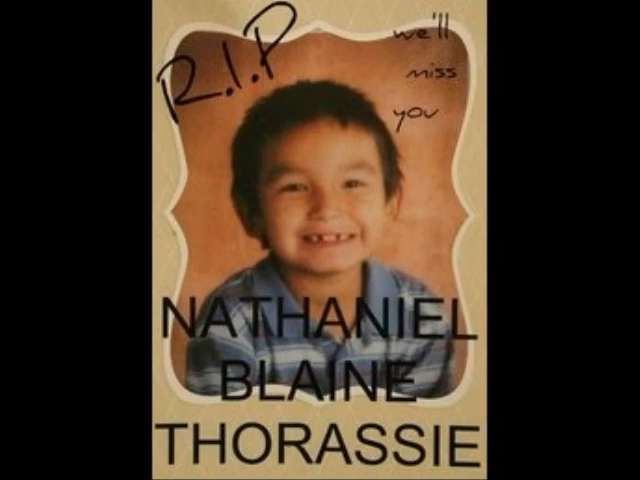 R.I.P
we'll
miss
you
NATHANIEL
BLAINE
THORASSIE